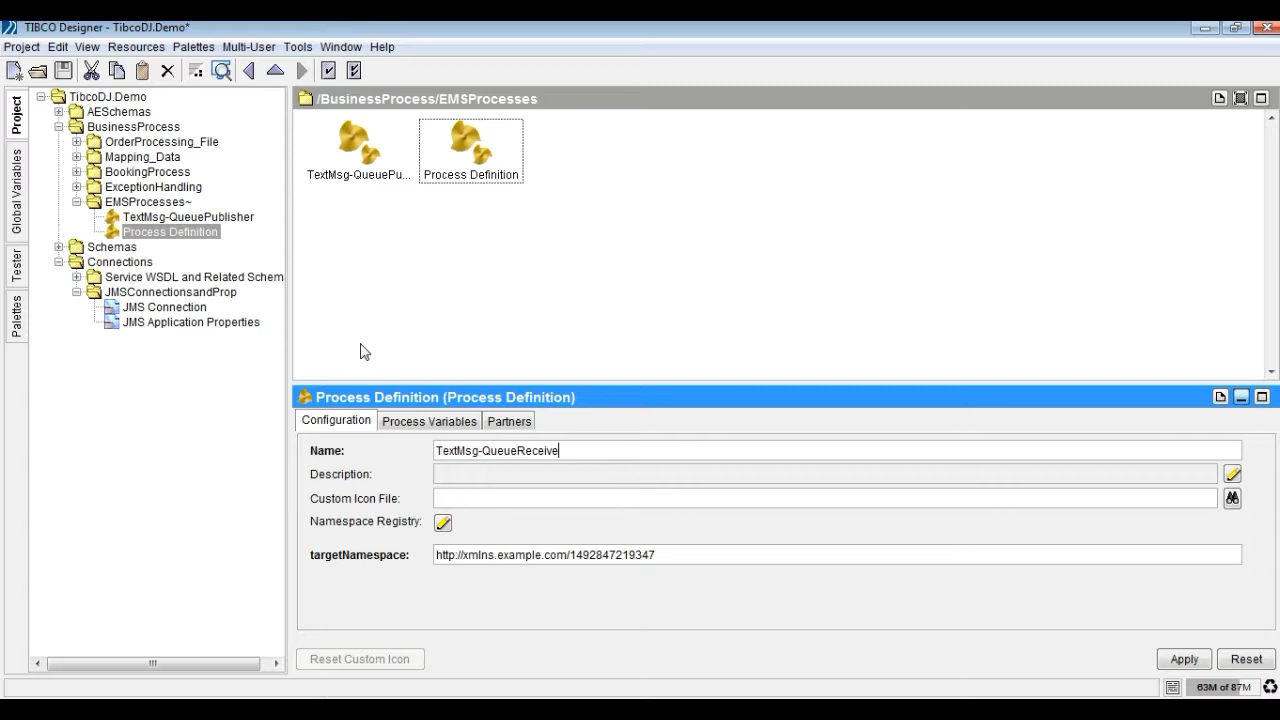 TIBCO Designer - TibcoDJ.Demo*
Project Edit View Resources Palettes Multi-User Tools Window Help
Project
Global Variables
Tester
Palettes
TibcoDJ.Demo
AESchemas
BusinessProcess
OrderProcessing_File
Mapping_Data
BookingProcess
ExceptionHandling
EMSProcesses~
TextMsg-QueuePublisher
Process Definition
Schemas
Connections
Service WSDL and Related Schem
JMSConnectionsandProp
JMS Connection
JMS Application Properties
/BusinessProcess/EMSProcesses
TextMsg-QueuePu... Process Definition
Process Definition (Process Definition)
Configuration Process Variables Partners
Name: TextMsg-QueueReceive
Description:
Custom Icon File:
Namespace Registry:
targetNamespace: http://xmlns.example.com/1492847219347
Reset Custom Icon Apply Reset
63M of 87M